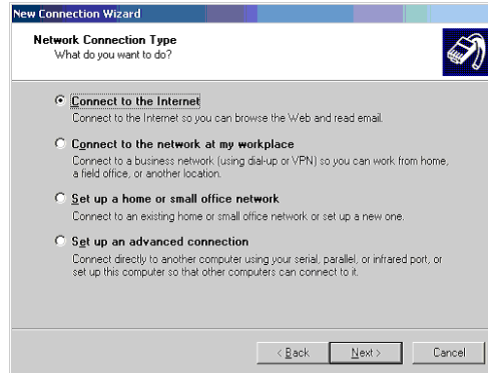 New Connection Wizard
Network Connection Type
What do you want to do?
Connect to the Internet
Connect to the Internet so you can browse the Web and read email.
Connect to the network at my workplace
Connect to a business network (using dial-up or VPN) so you can work from home,
a field office, or another location.
Set up a home or small office network
Connect to an existing home or small office network or set up a new one.
Set up an advanced connection
Connect directly to another computer using your serial, parallel, or infrared port, or
set up this computer so that other computers can connect to it.
< Back Next > Cancel